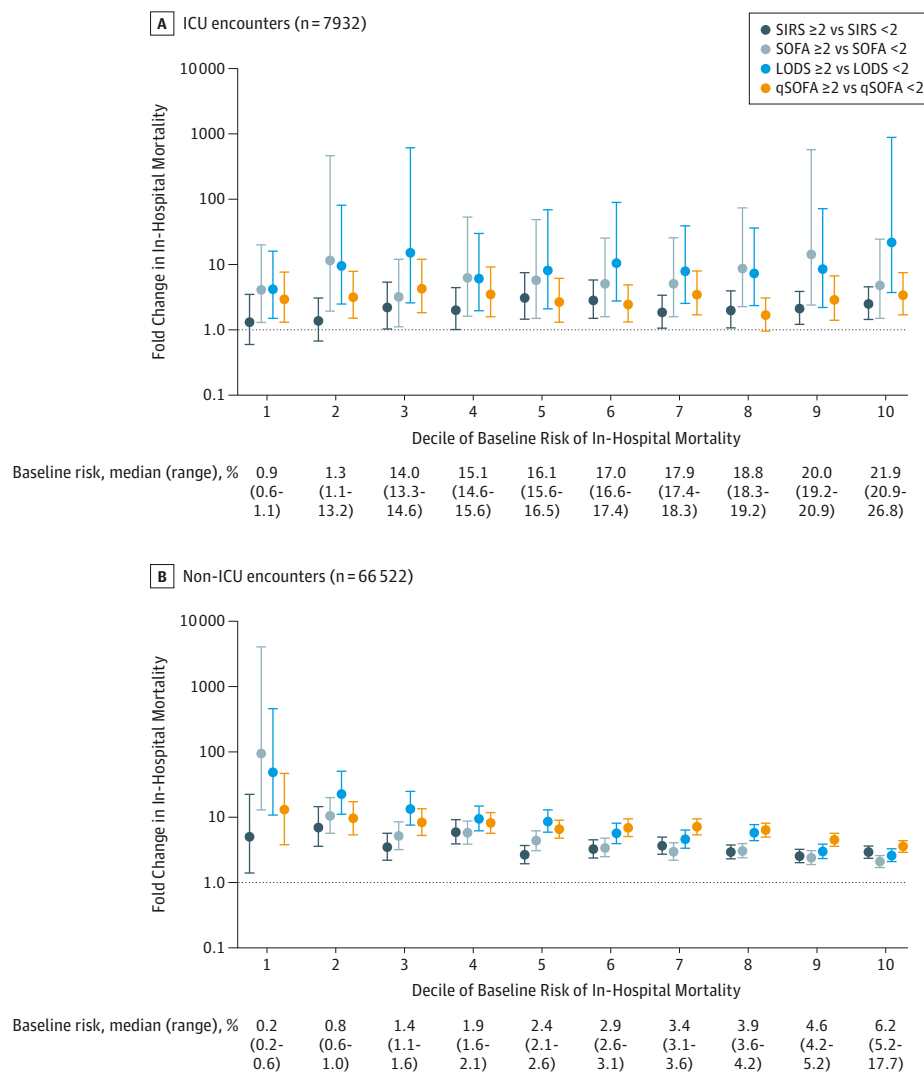 A ICU encounters (n=7932)
SIRS ≥2 vs SIRS <2
SOFA ≥2 vs SOFA <2
LODS ≥2 vs LODS <2
qSOFA ≥2 vs qSOFA <2
Fold Change in In-Hospital Mortality
10 000
1000
100
10
1.0
0.1
1 2 3 4 5 6 7 8 9 10
Decile of Baseline Risk of In-Hospital Mortality
Baseline risk, median (range), % 0.9 1.3 14.0 15.1 16.1 17.0 17.9 18.8 20.0 21.9
(0.6- (1.1- (13.3- (14.6- (15.6- (16.6- (17.4- (18.3- (19.2- (20.9-
1.1) 13.2) 14.6) 15.6) 16.5) 17.4) 18.3) 19.2) 20.9) 26.8)
B Non-ICU encounters (n=66 522)
Fold Change in In-Hospital Mortality
10 000
1000
100
10
1.0
0.1
1 2 3 4 5 6 7 8 9 10
Decile of Baseline Risk of In-Hospital Mortality
Baseline risk, median (range), % 0.2 0.8 1.4 1.9 2.4 2.9 3.4 3.9 4.6 6.2
(0.2- (0.6- (1.1- (1.6- (2.1- (2.6- (3.1- (3.6- (4.2- (5.2-
0.6) 1.0) 1.6) 2.1) 2.6) 3.1) 3.6) 4.2) 5.2) 17.7)